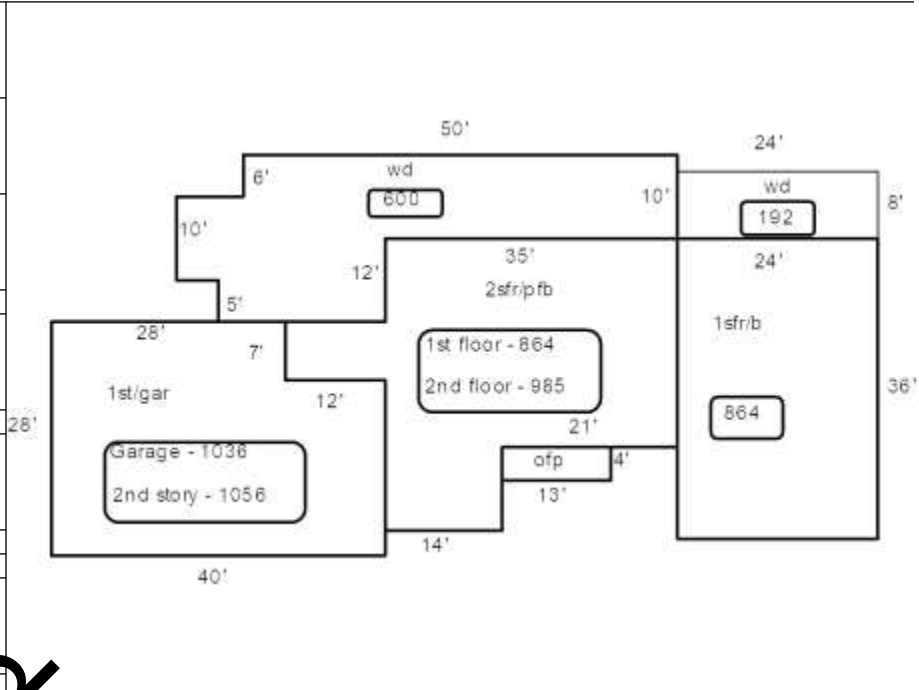 50'
24'
6'
wd
600
10'
wd
192
8'
10'
12'
35'
24'
2sfr/pfb
5'
28'
7'
1sfr/b
1st floor - 864
2nd floor - 985
1st/gar
12'
36'
864
28'
21'
Garage - 1036
2nd story - 1056
ofp
4'
13'
14'
40'